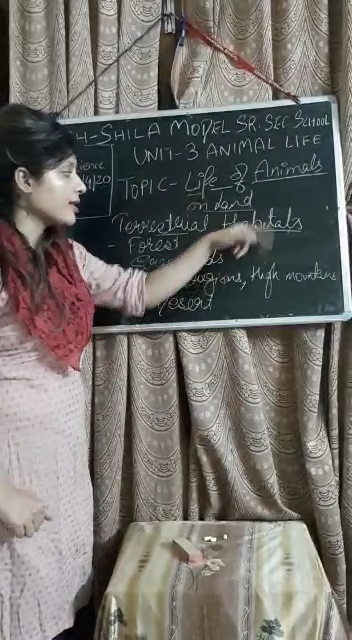 H-SHILA MODEL SR. SEC SCHOOL
UNIT-3 ANIMAL LIFE
ience
TOPIC- Life of Animals
on land
Terrestrial Habitats
- Forest
High mountains
Desert